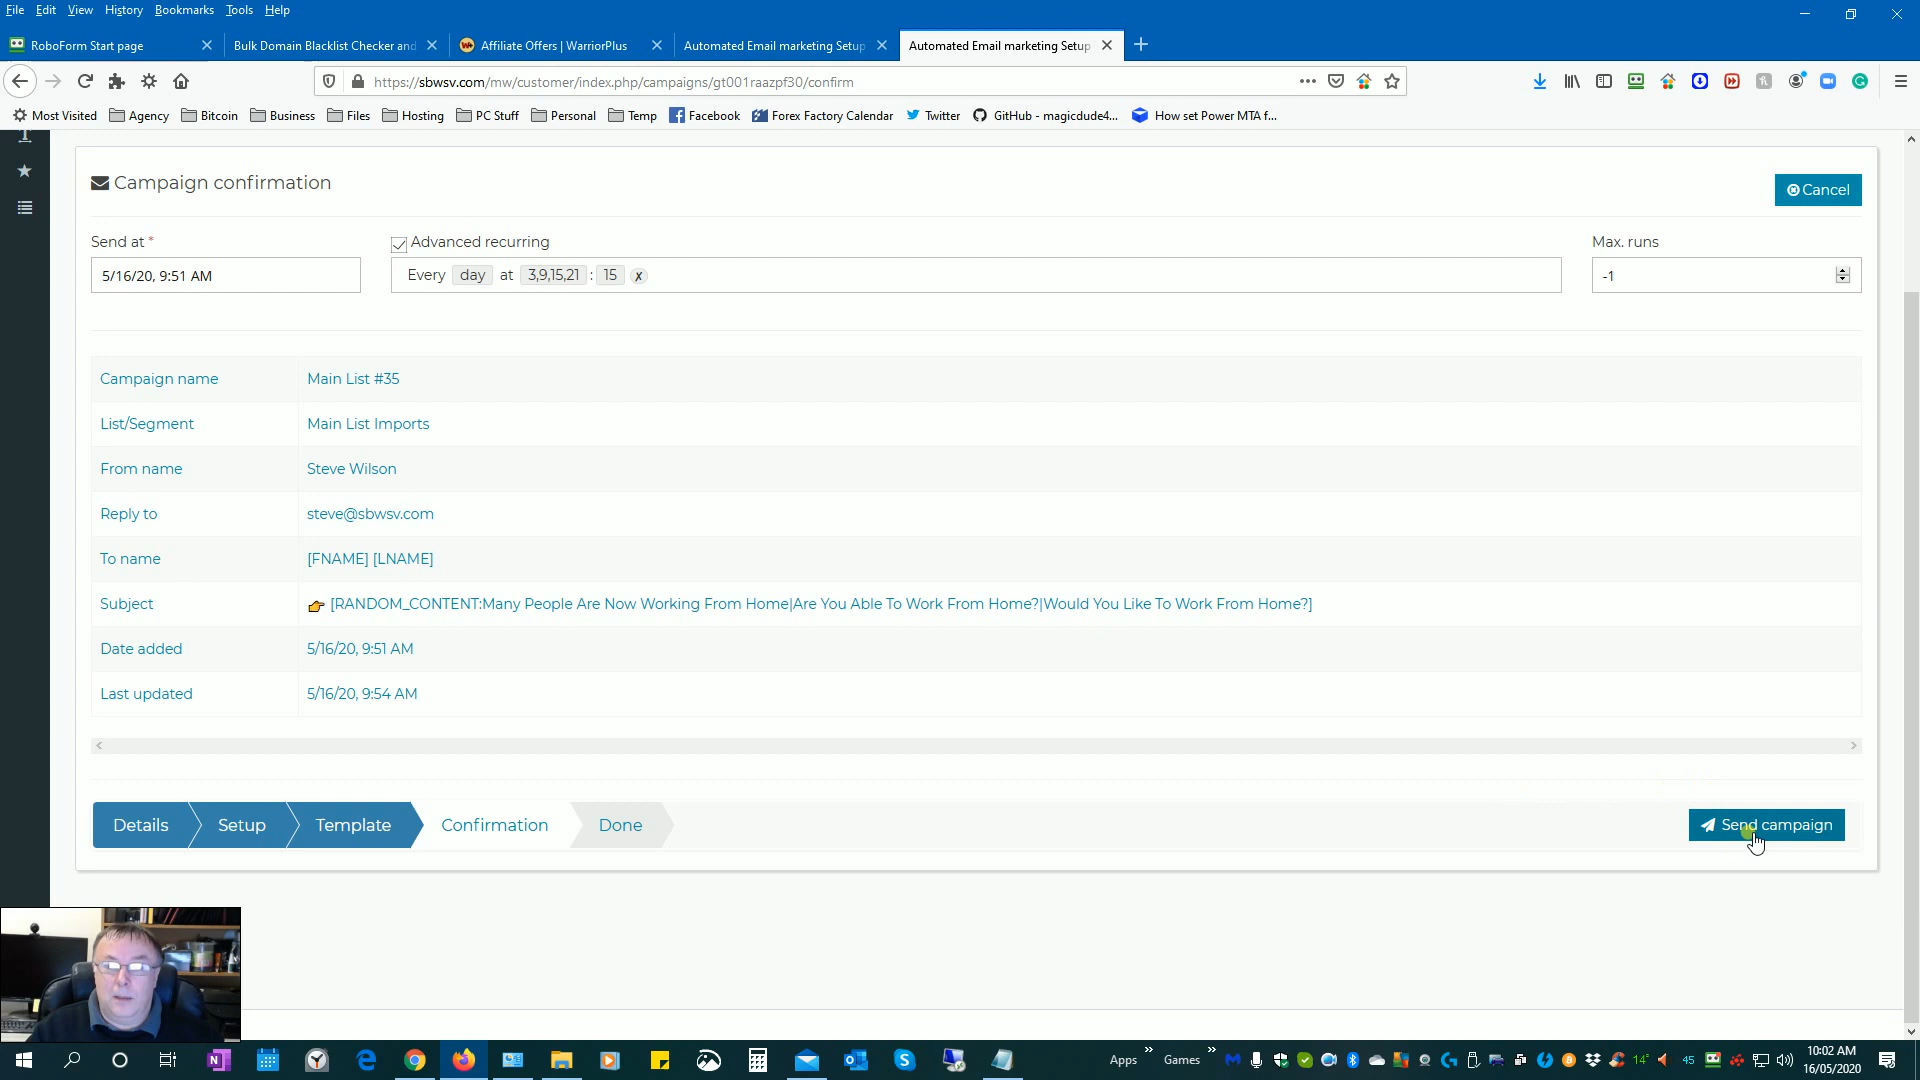 File Edit View History Bookmarks Tools Help
RoboForm Start page
Bulk Domain Blacklist Checker and
Affiliate Offers | WarriorPlus
Automated Email marketing Setup
Automated Email marketing Setup
https://sbwsv.com/mw/customer/index.php/campaigns/gt001raazpf30/confirm
Most Visited Agency Bitcoin Business Files Hosting PC Stuff Personal Temp Facebook Forex Factory Calendar Twitter GitHub - magicdude4... How set Power MTA f...
Campaign confirmation
Cancel
Send at *
Advanced recurring
Max. runs
5/16/20, 9:51 AM
Every day at 3,9,15,21 : 15 x
-1
Campaign name Main List #35
List/Segment Main List Imports
From name Steve Wilson
Reply to steve@sbwsv.com
To name [FNAME] [LNAME]
Subject 👉 [RANDOM_CONTENT:Many People Are Now Working From Home|Are You Able To Work From Home?|Would You Like To Work From Home?]
Date added 5/16/20, 9:51 AM
Last updated 5/16/20, 9:54 AM
Details Setup Template Confirmation Done
Send campaign
Apps » Games » 14° 45
10:02 AM
16/05/2020